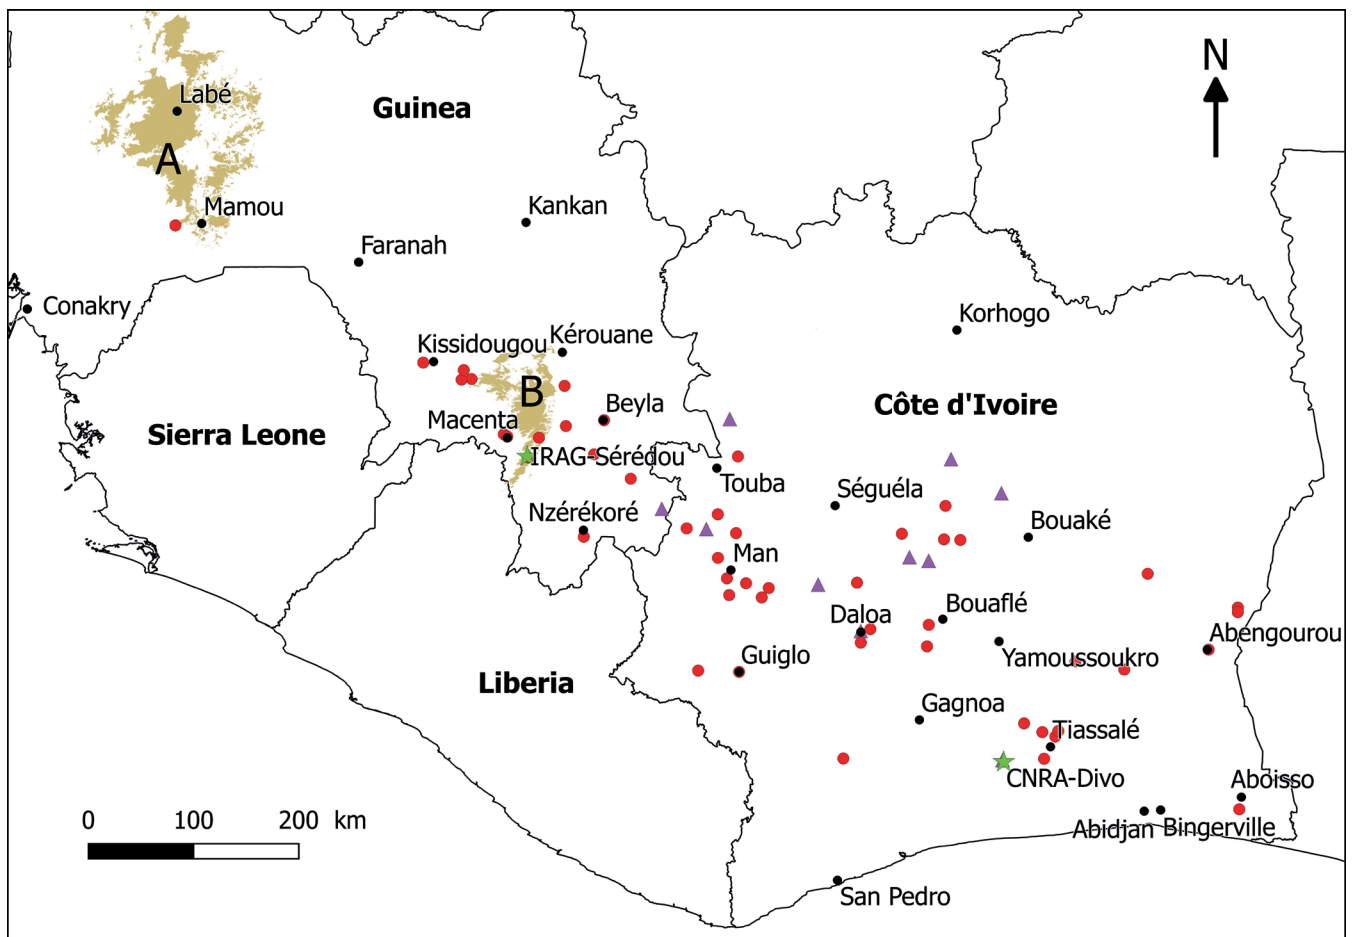 N
Labé
Guinea
A
Mamou
Kankan
Faranah
Conakry
Korhogo
Kérouane
Kissidougou
B
Beyla
Côte d'Ivoire
Macenta
Sierra Leone
IRAG-Sérédou
Touba
Séguéla
Nzérékoré
Bouaké
Man
Bouaflé
Daloa
Abengourou
Guiglo
Yamoussoukro
Liberia
Gagnoa
Tiassalé
CNRA-Divo
Aboisso
0 100 200 km
Abidjan
Bingerville
San Pedro